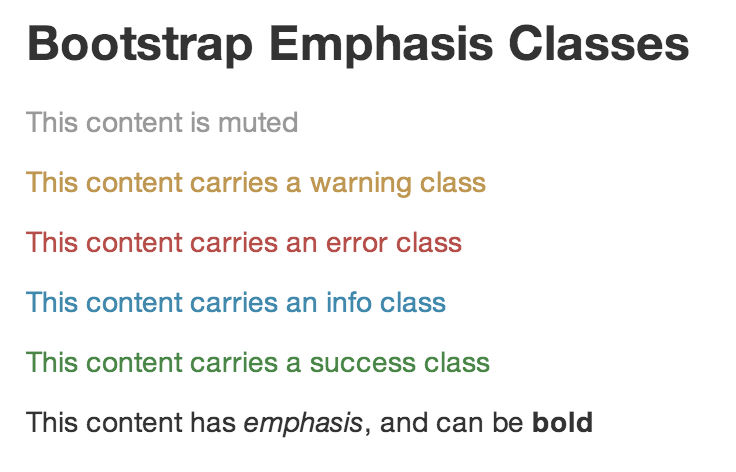 Bootstrap Emphasis Classes
This content is muted
This content carries a warning class
This content carries an error class
This content carries an info class
This content carries a success class
This content has emphasis, and can be bold